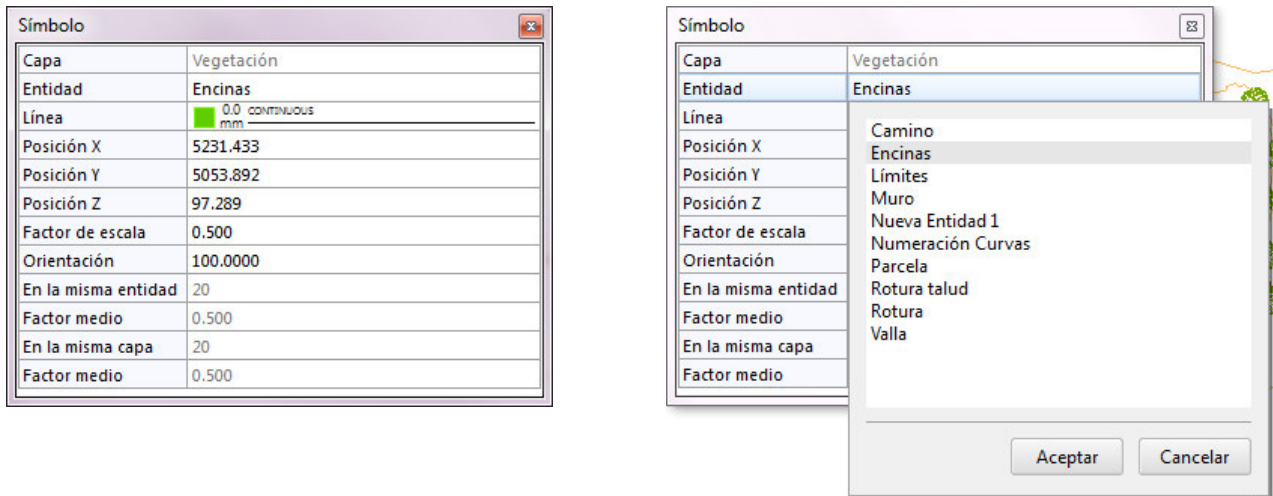 Símbolo
Capa Vegetación
Entidad Encinas
Línea 0.0 mm CONTINUOUS
Posición X 5231.433
Posición Y 5053.892
Posición Z 97.289
Factor de escala 0.500
Orientación 100.0000
En la misma entidad 20
Factor medio 0.500
En la misma capa 20
Factor medio 0.500
Símbolo
Capa Vegetación
Entidad Encinas
Línea
Posición X
Posición Y
Posición Z
Factor de escala
Orientación
En la misma entidad
Factor medio
En la misma capa
Factor medio
Camino
Encinas
Límites
Muro
Nueva Entidad 1
Numeración Curvas
Parcela
Rotura talud
Rotura
Valla
Aceptar Cancelar